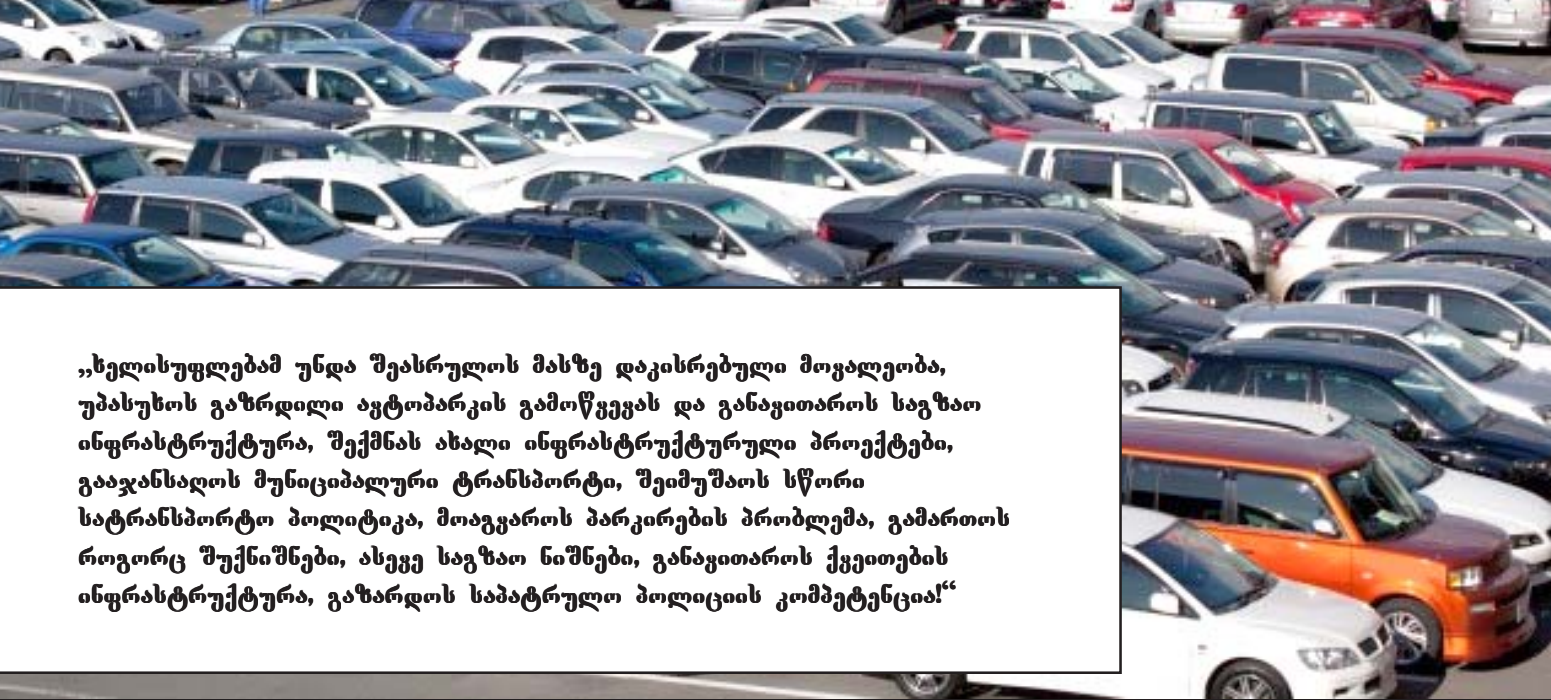 „ხელისუფლებამ უნდა შეასრულოს მასზე დაკისრებული მოვალეობა,
უპასუხოს გაზრდილი ავტოპარკის გამოწვევას და განავითაროს საგზაო
ინფრასტრუქტურა, შექმნას ახალი ინფრასტრუქტურული პროექტები,
გააჯანსაღოს მუნიციპალური ტრანსპორტი, შეიმუშაოს სწორი
სატრანსპორტო პოლიტიკა, მოაგვაროს პარკირების პრობლემა, გამართოს
როგორც შუქნიშნები, ასევე საგზაო ნიშნები, განავითაროს ქვეითების
ინფრასტრუქტურა, გაზარდოს საპატრულო პოლიციის კომპეტენცია!“